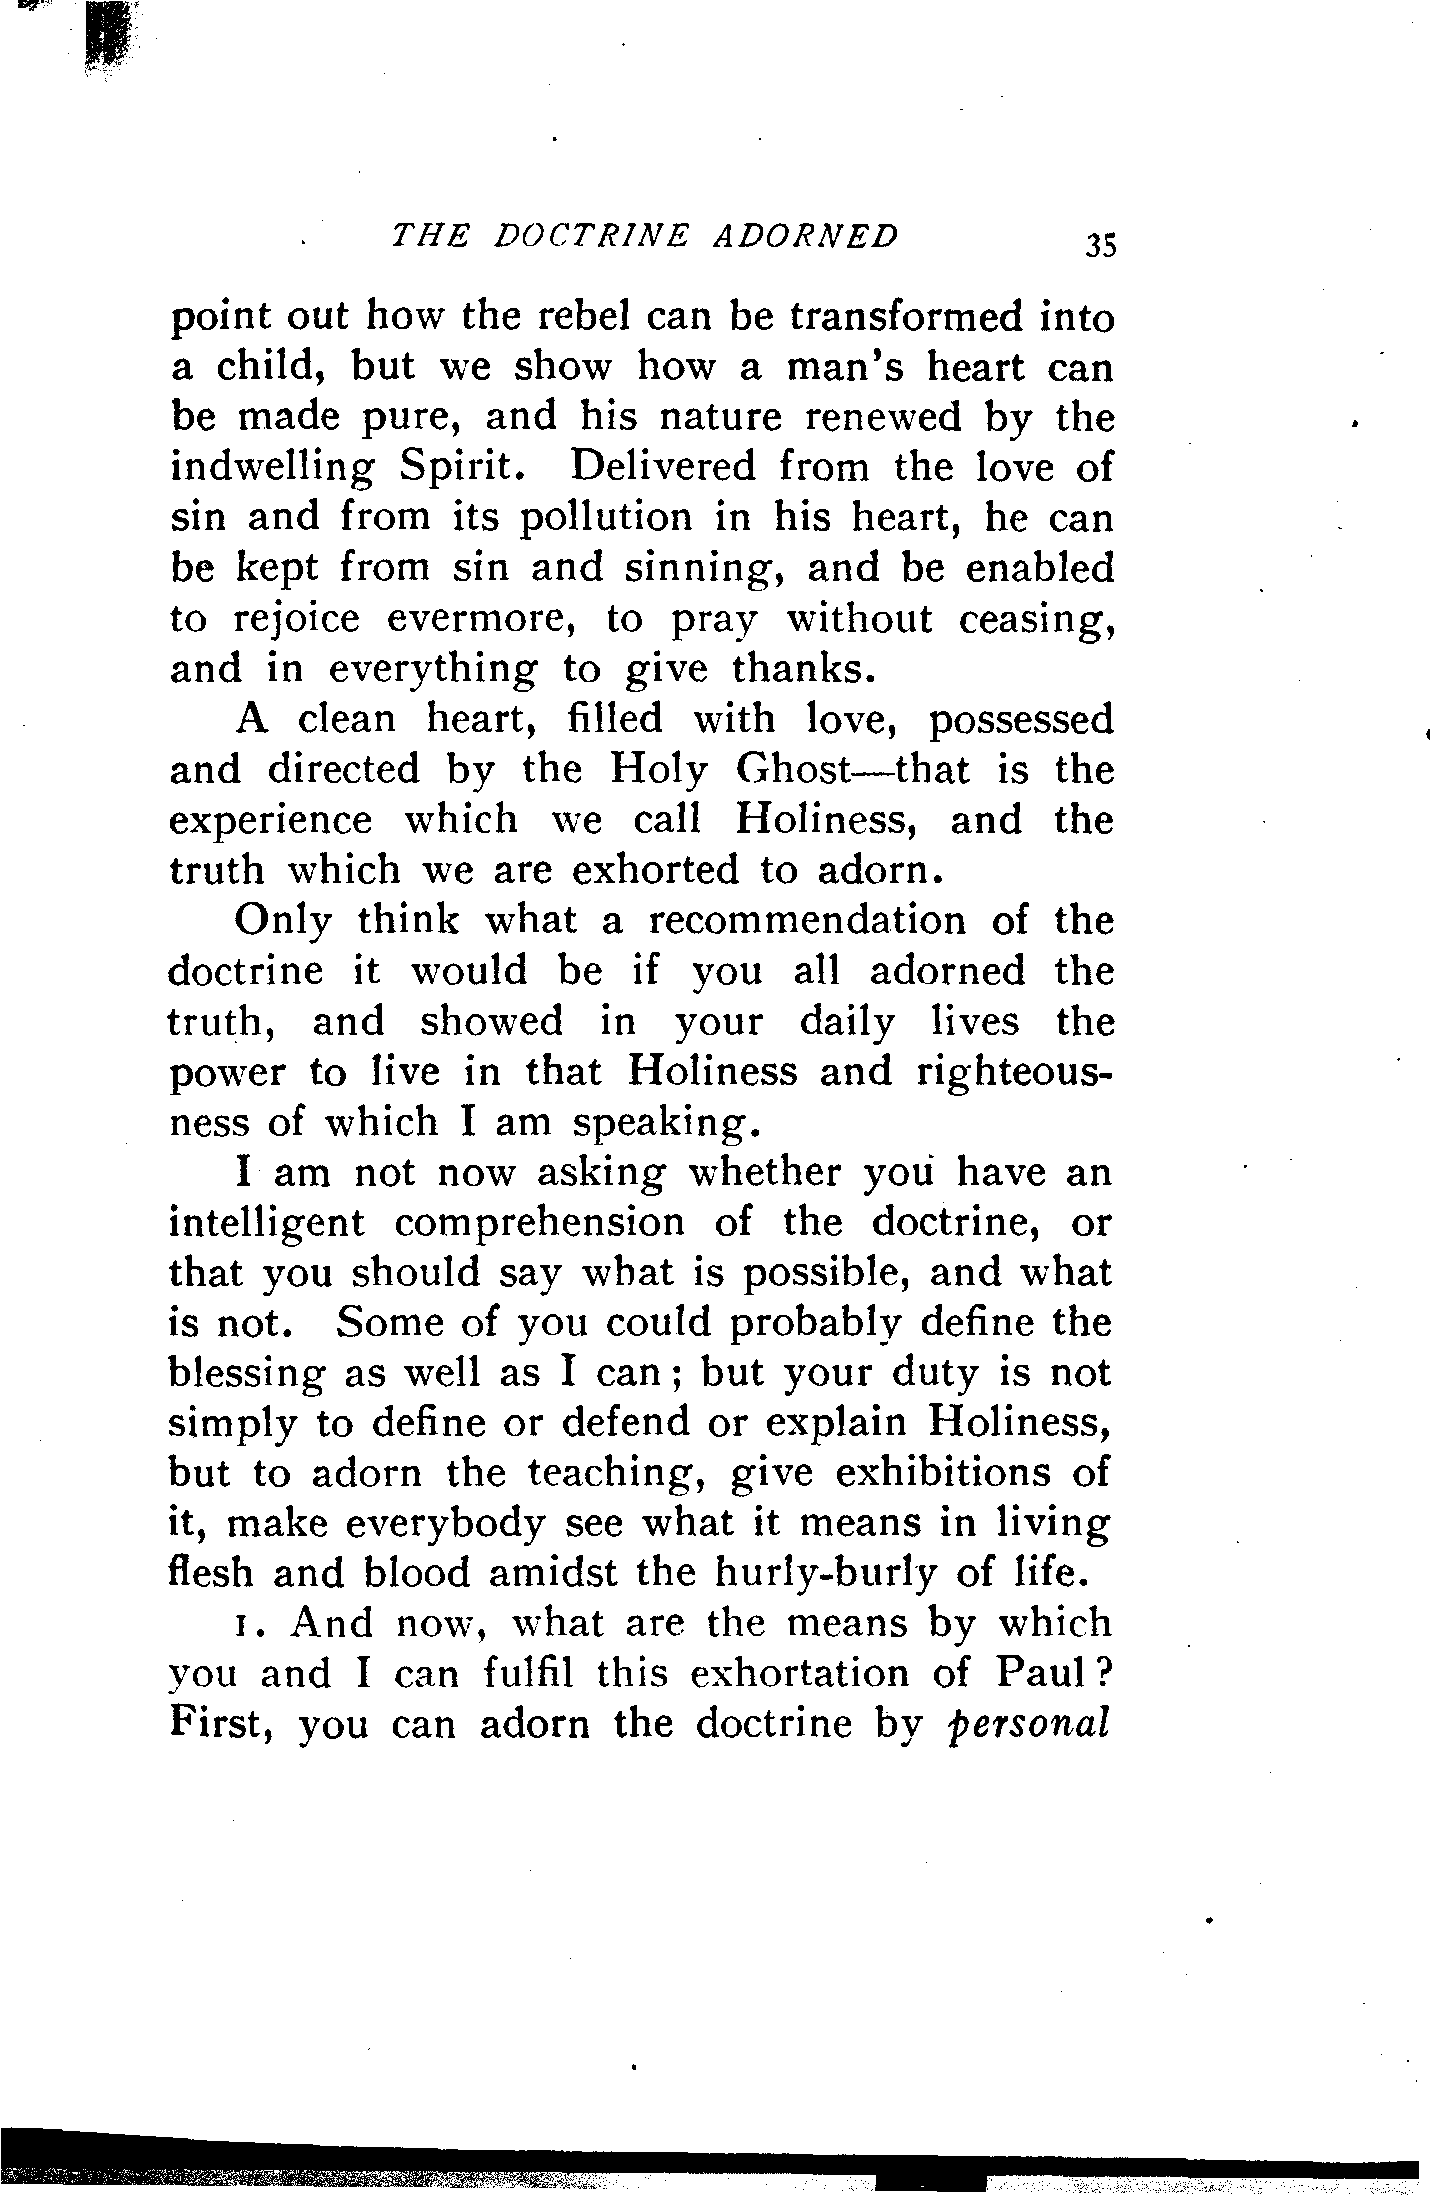 THE DOCTRINE ADORNED 35
point out how the rebel can be transformed into
a child, but we show how a man's heart can
be made pure, and his nature renewed by the
indwelling Spirit. Delivered from the love of
sin and from its pollution in his heart, he can
be kept from sin and sinning, and be enabled
to rejoice evermore, to pray without ceasing,
and in everything to give thanks.
A clean heart, filled with love, possessed
and directed by the Holy Ghost—that is the
experience which we call Holiness, and the
truth which we are exhorted to adorn.
Only think what a recommendation of the
doctrine it would be if you all adorned the
truth, and showed in your daily lives the
power to live in that Holiness and righteous-
ness of which I am speaking.
I am not now asking whether you have an
intelligent comprehension of the doctrine, or
that you should say what is possible, and what
is not. Some of you could probably define the
blessing as well as I can; but your duty is not
simply to define or defend or explain Holiness,
but to adorn the teaching, give exhibitions of
it, make everybody see what it means in living
flesh and blood amidst the hurly-burly of life.
1. And now, what are the means by which
you and I can fulfil this exhortation of Paul?
First, you can adorn the doctrine by personal